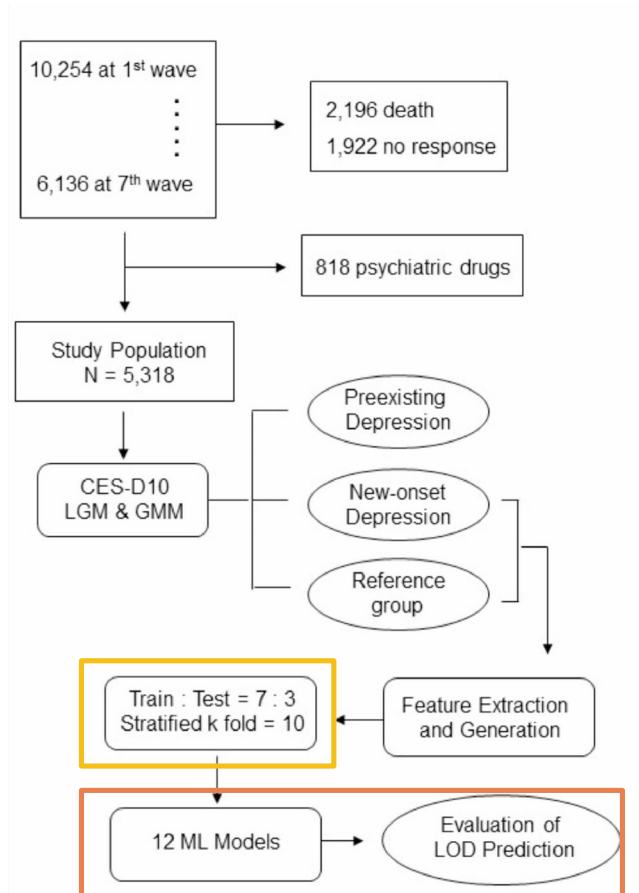 10,254 at 1st wave
6,136 at 7th wave
2,196 death
1,922 no response
818 psychiatric drugs
Study Population
N = 5,318
CES-D10
LGM & GMM
Preexisting
Depression
New-onset
Depression
Reference
group
Feature Extraction
and Generation
Train : Test = 7 : 3
Stratified k fold = 10
12 ML Models
Evaluation of
LOD Prediction